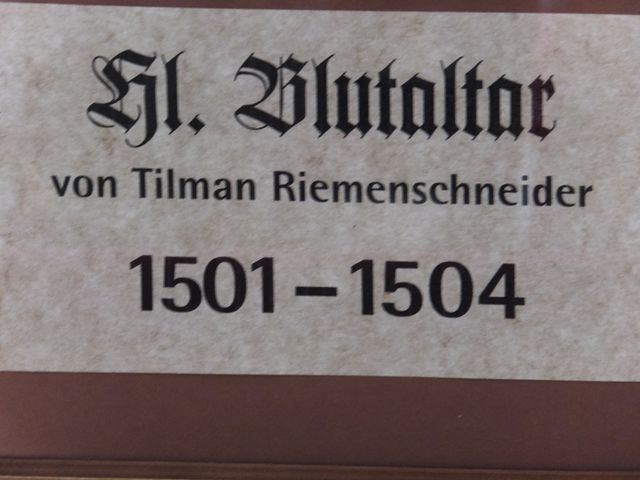 Hl. Blutaltar
von Tilman Riemenschneider
1501–1504